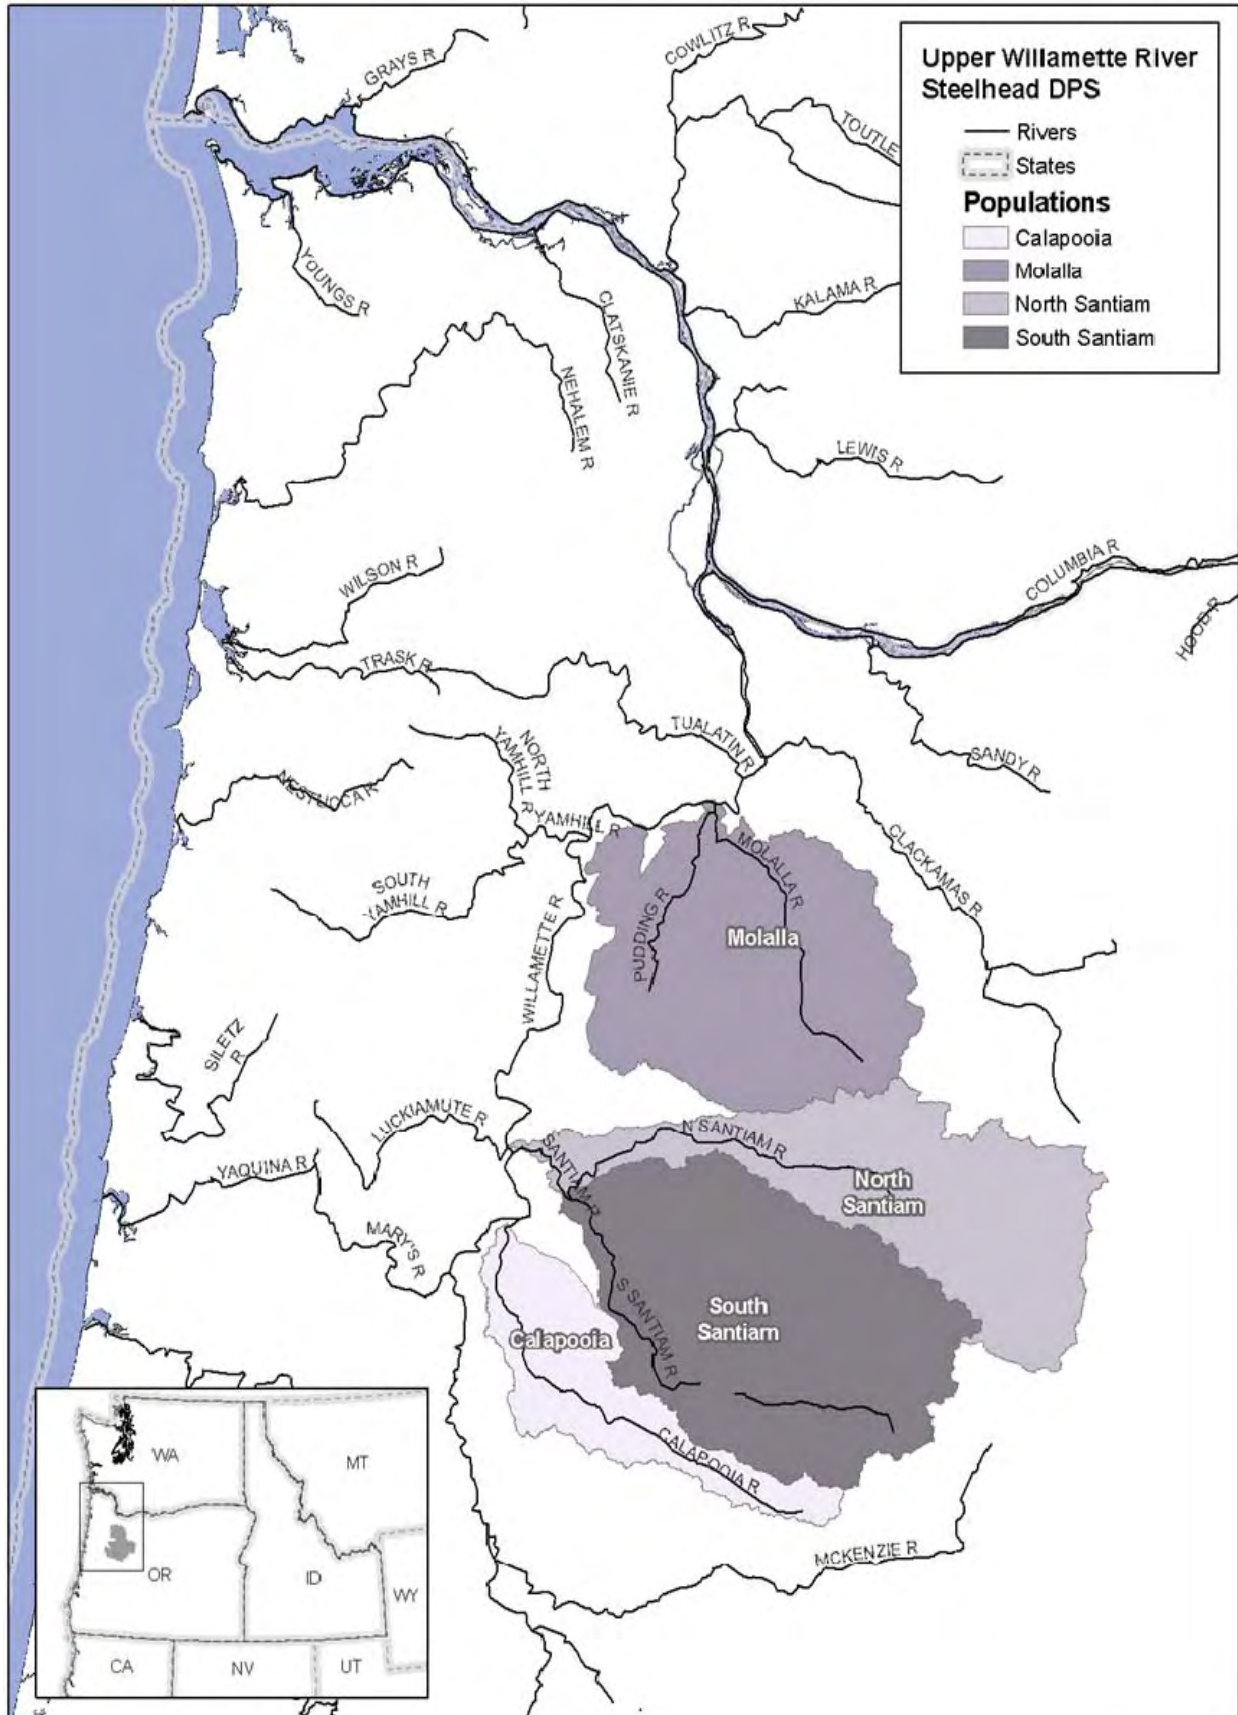 Upper Willamette River
Steelhead DPS
Rivers
States
Populations
Calapooia
Molalla
North Santiam
South Santiam
COWLITZ R
GRAYS R
TOUTLE
YOUNGS R
CLATSKANIE R
KALAMA R
NEHALEM R
LEWIS R
WILSON R
COLUMBIA R
HOOD R
TRASK R
TUALATIN R
SANDY R
NORTH
YAMHILL R
NESTUCCA R
YAMHILL R
MOLALLA R
CLACKAMAS R
SOUTH
YAMHILL R
PUDDING R
Molalla
WILLAMETTE R
SILETZ
R
LUCKIAMUTE R
N SANTIAM R
SANTIAM R
YAQUINA R
North
Santiam
MARY'S R
S SANTIAM R
South
Santiam
Calapooia
CALAPOOIA R
MCKENZIE R
WA
MT
OR
ID
WY
CA
NV
UT